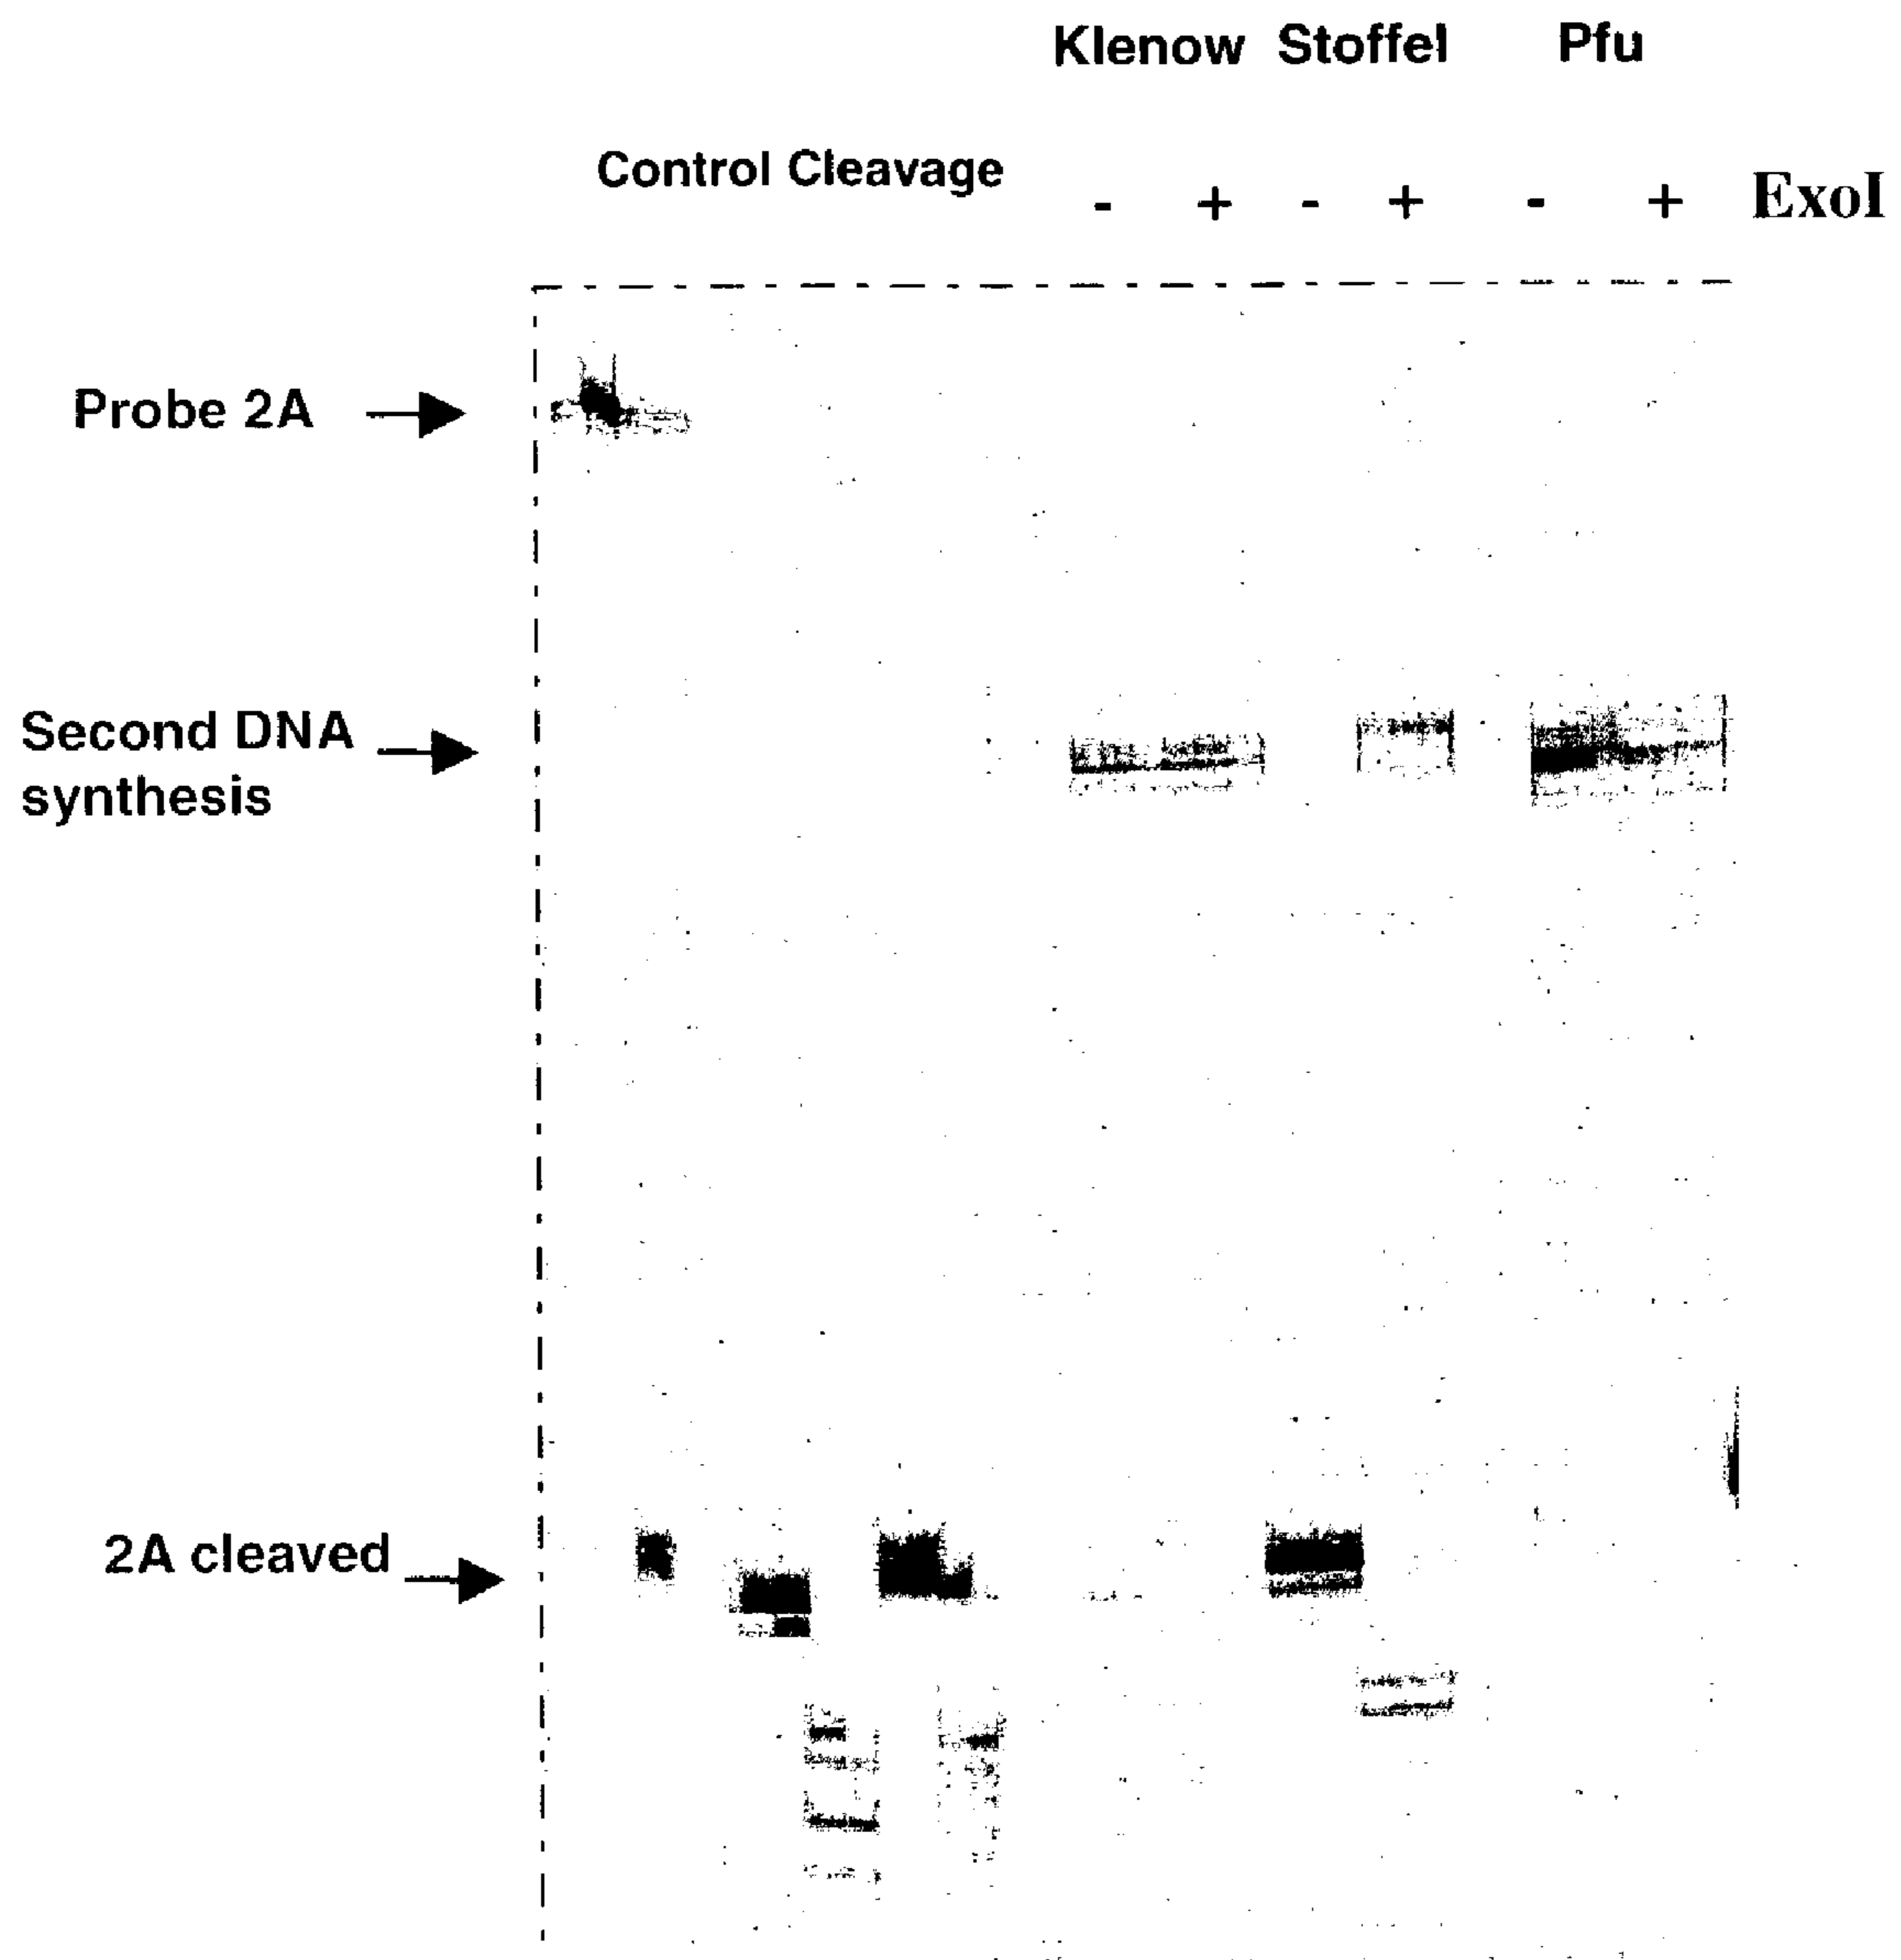 Klenow Stoffel Pfu
Control Cleavage
- + - + - + ExoI
Probe 2A
Second DNA
synthesis
2A cleaved